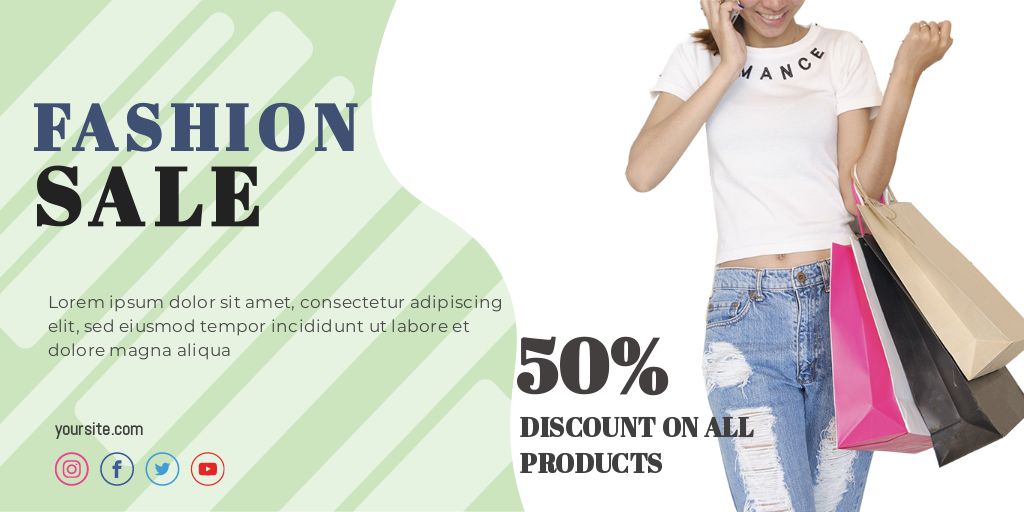 FASHION
SALE
Lorem ipsum dolor sit amet, consectetur adipiscing
elit, sed eiusmod tempor incididunt ut labore et
dolore magna aliqua
yoursite.com
MANCE
50%
DISCOUNT ON ALL
PRODUCTS